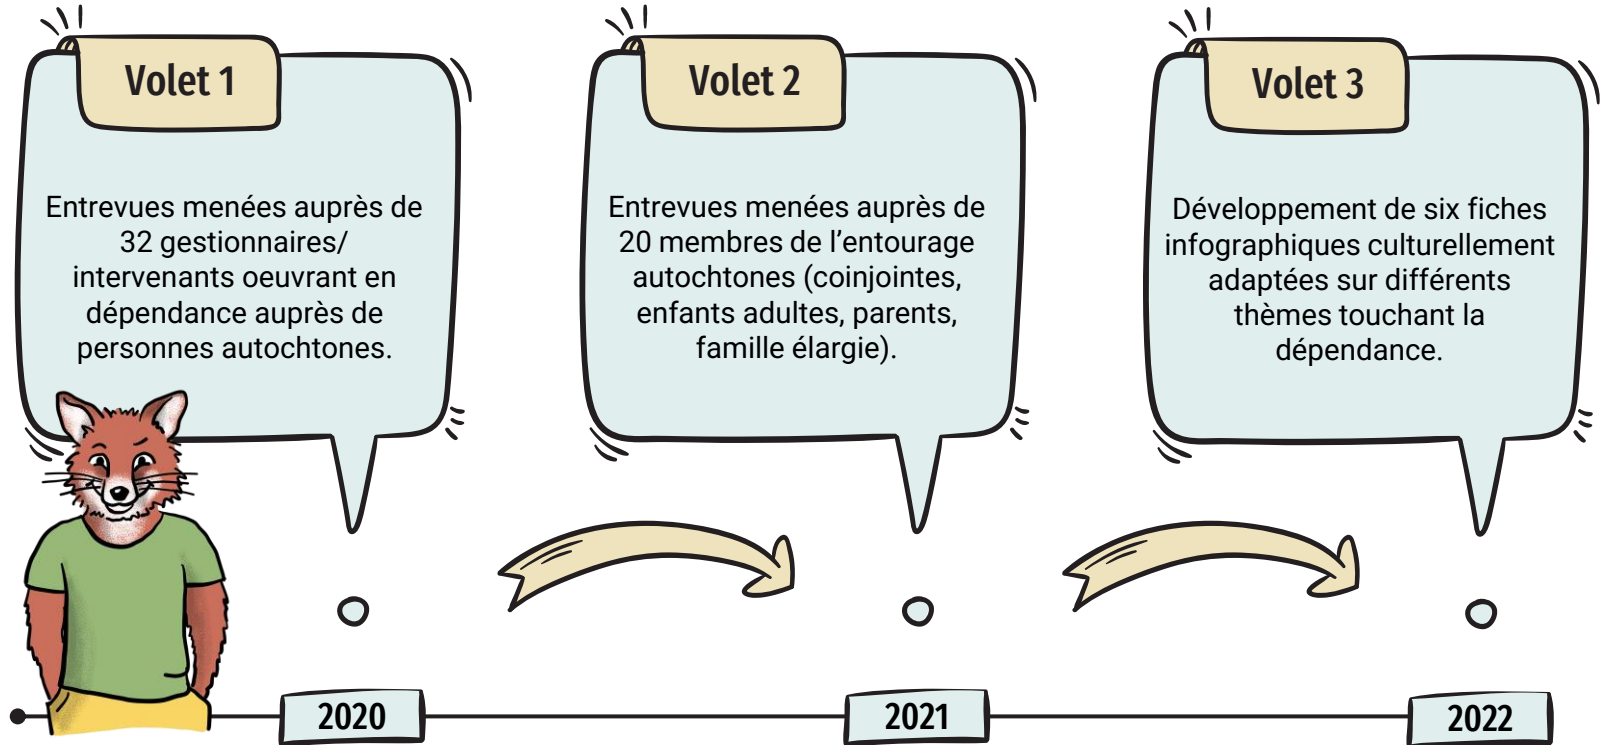 Volet 1
Entrevues menées auprès de
32 gestionnaires/
intervenants oeuvrant en
dépendance auprès de
personnes autochtones.
Volet 2
Entrevues menées auprès de
20 membres de l'entourage
autochtones (coinjointes,
enfants adultes, parents,
famille élargie).
Volet 3
Développement de six fiches
infographiques culturellement
adaptées sur différents
thèmes touchant la
dépendance.
2020
2021
2022